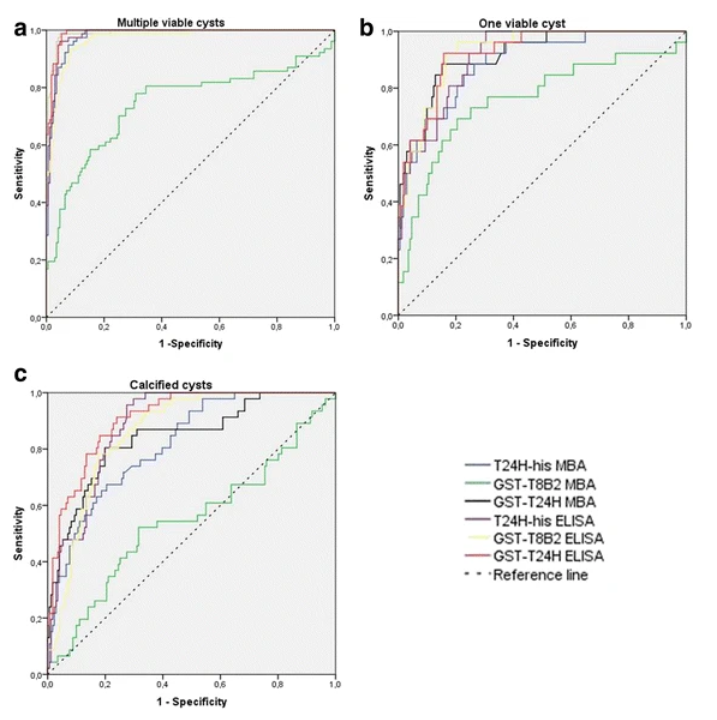 a
Multiple viable cysts
1,0
0,8
0,6
0,4
0,2
0,0
Sensitivity
0,0 0,2 0,4 0,6 0,8 1,0
1 -Specificity
b
One viable cyst
1,0
0,8
0,6
0,4
0,2
0,0
Sensitivity
0,0 0,2 0,4 0,6 0,8 1,0
1 - Specificity
c
Calcified cysts
1,0
0,8
0,6
0,4
0,2
0,0
Sensitivity
0,0 0,2 0,4 0,6 0,8 1,0
1 - Specificity
T24H-his MBA
GST-T8B2 MBA
GST-T24H MBA
T24H-his ELISA
GST-T8B2 ELISA
GST-T24H ELISA
Reference line